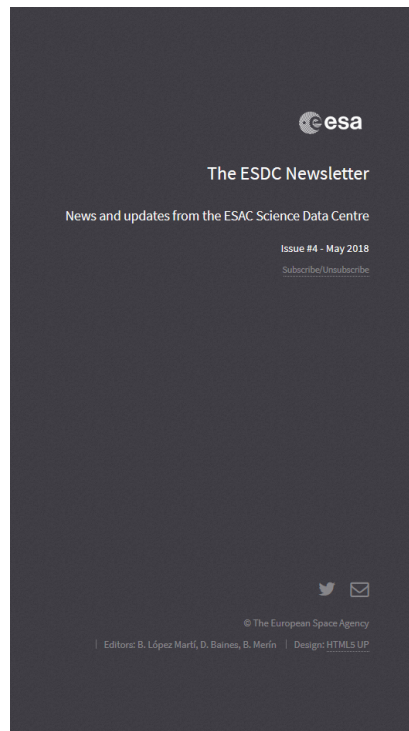 esa
The ESDC Newsletter
News and updates from the ESAC Science Data Centre
Issue #4 - May 2018
Subscribe/Unsubscribe
© The European Space Agency
| Editors: B. López Martí, D. Baines, B. Merín | Design: HTML5 UP